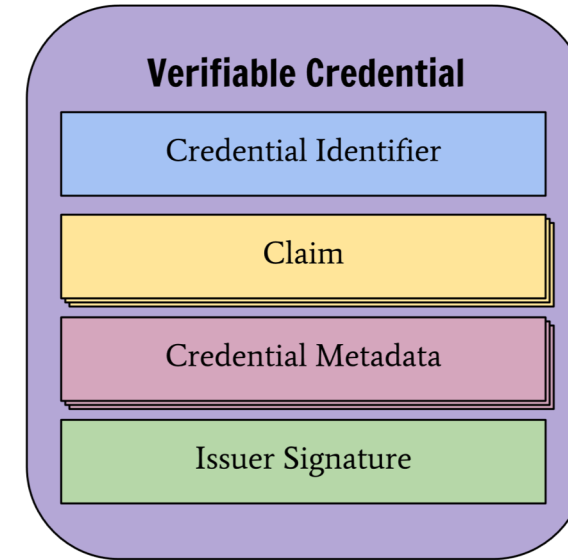 Verifiable Credential
Credential Identifier
Claim
Credential Metadata
Issuer Signature